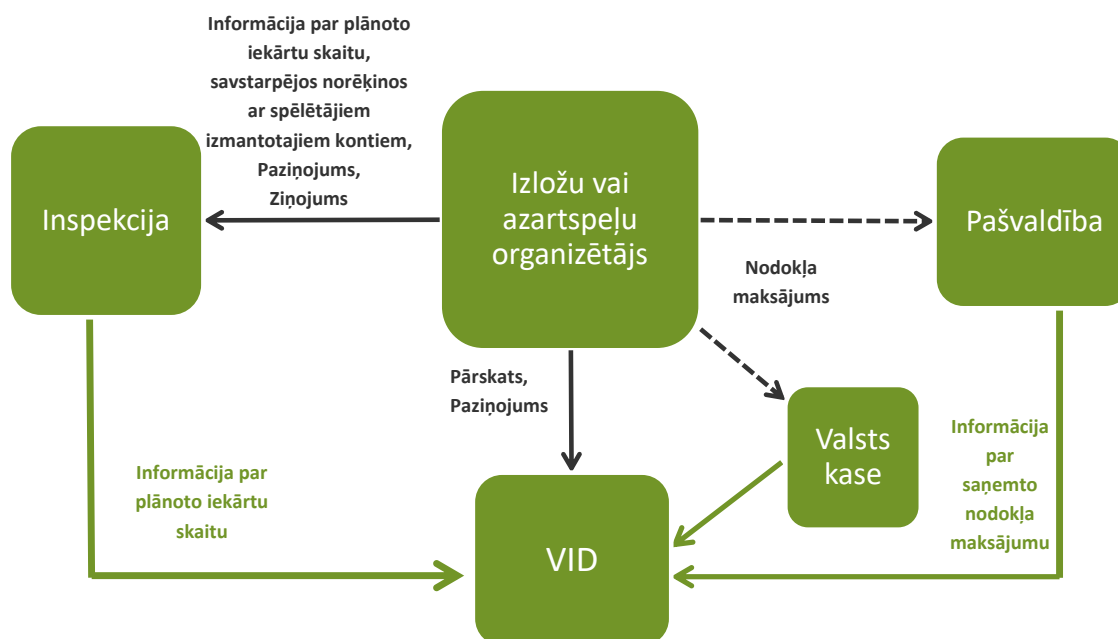 Informācija par plānoto
iekārtu skaitu,
savstarpējos norēķinos
ar spēlētājiem
izmantotajiem kontiem,
Paziņojums,
Ziņojums
Inspekcija
Izložu vai
azartspeļu
organizētājs
Pašvaldība
Nodokļa
maksājums
Pārskats,
Paziņojums
Valsts
kase
Informācija
par
saņemto
nodokļa
maksājumu
Informācija par
plānoto iekārtu
skaitu
VID